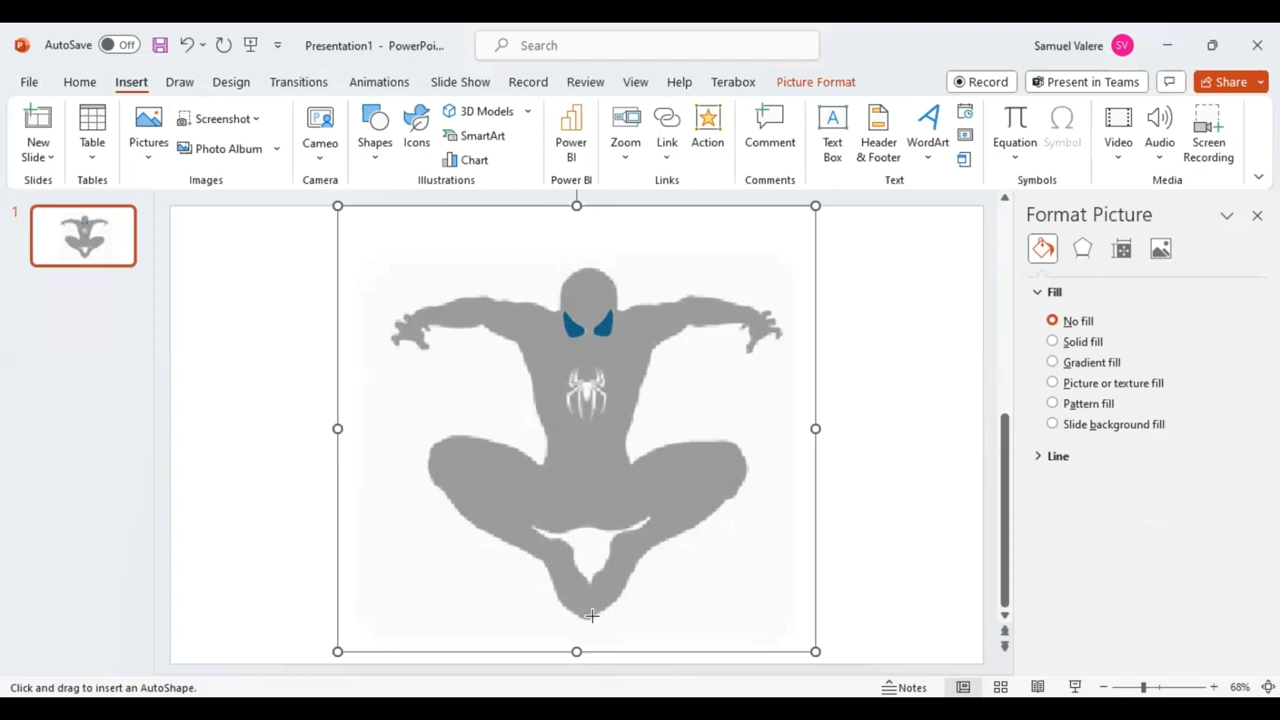 AutoSave Off Presentation1 - PowerPoi... Search Samuel Valere SV
File Home Insert Draw Design Transitions Animations Slide Show Record Review View Help Terabox Picture Format Record Present in Teams Share
New Slide Table Pictures Screenshot Photo Album Cameo Shapes Icons 3D Models SmartArt Chart Power BI Zoom Link Action Comment Text Box Header & Footer WordArt Equation Symbol Video Audio Screen Recording
Slides Tables Images Camera Illustrations Power BI Links Comments Text Symbols Media
1
Format Picture
Fill
No fill
Solid fill
Gradient fill
Picture or texture fill
Pattern fill
Slide background fill
Line
Click and drag to insert an AutoShape. Notes 68%